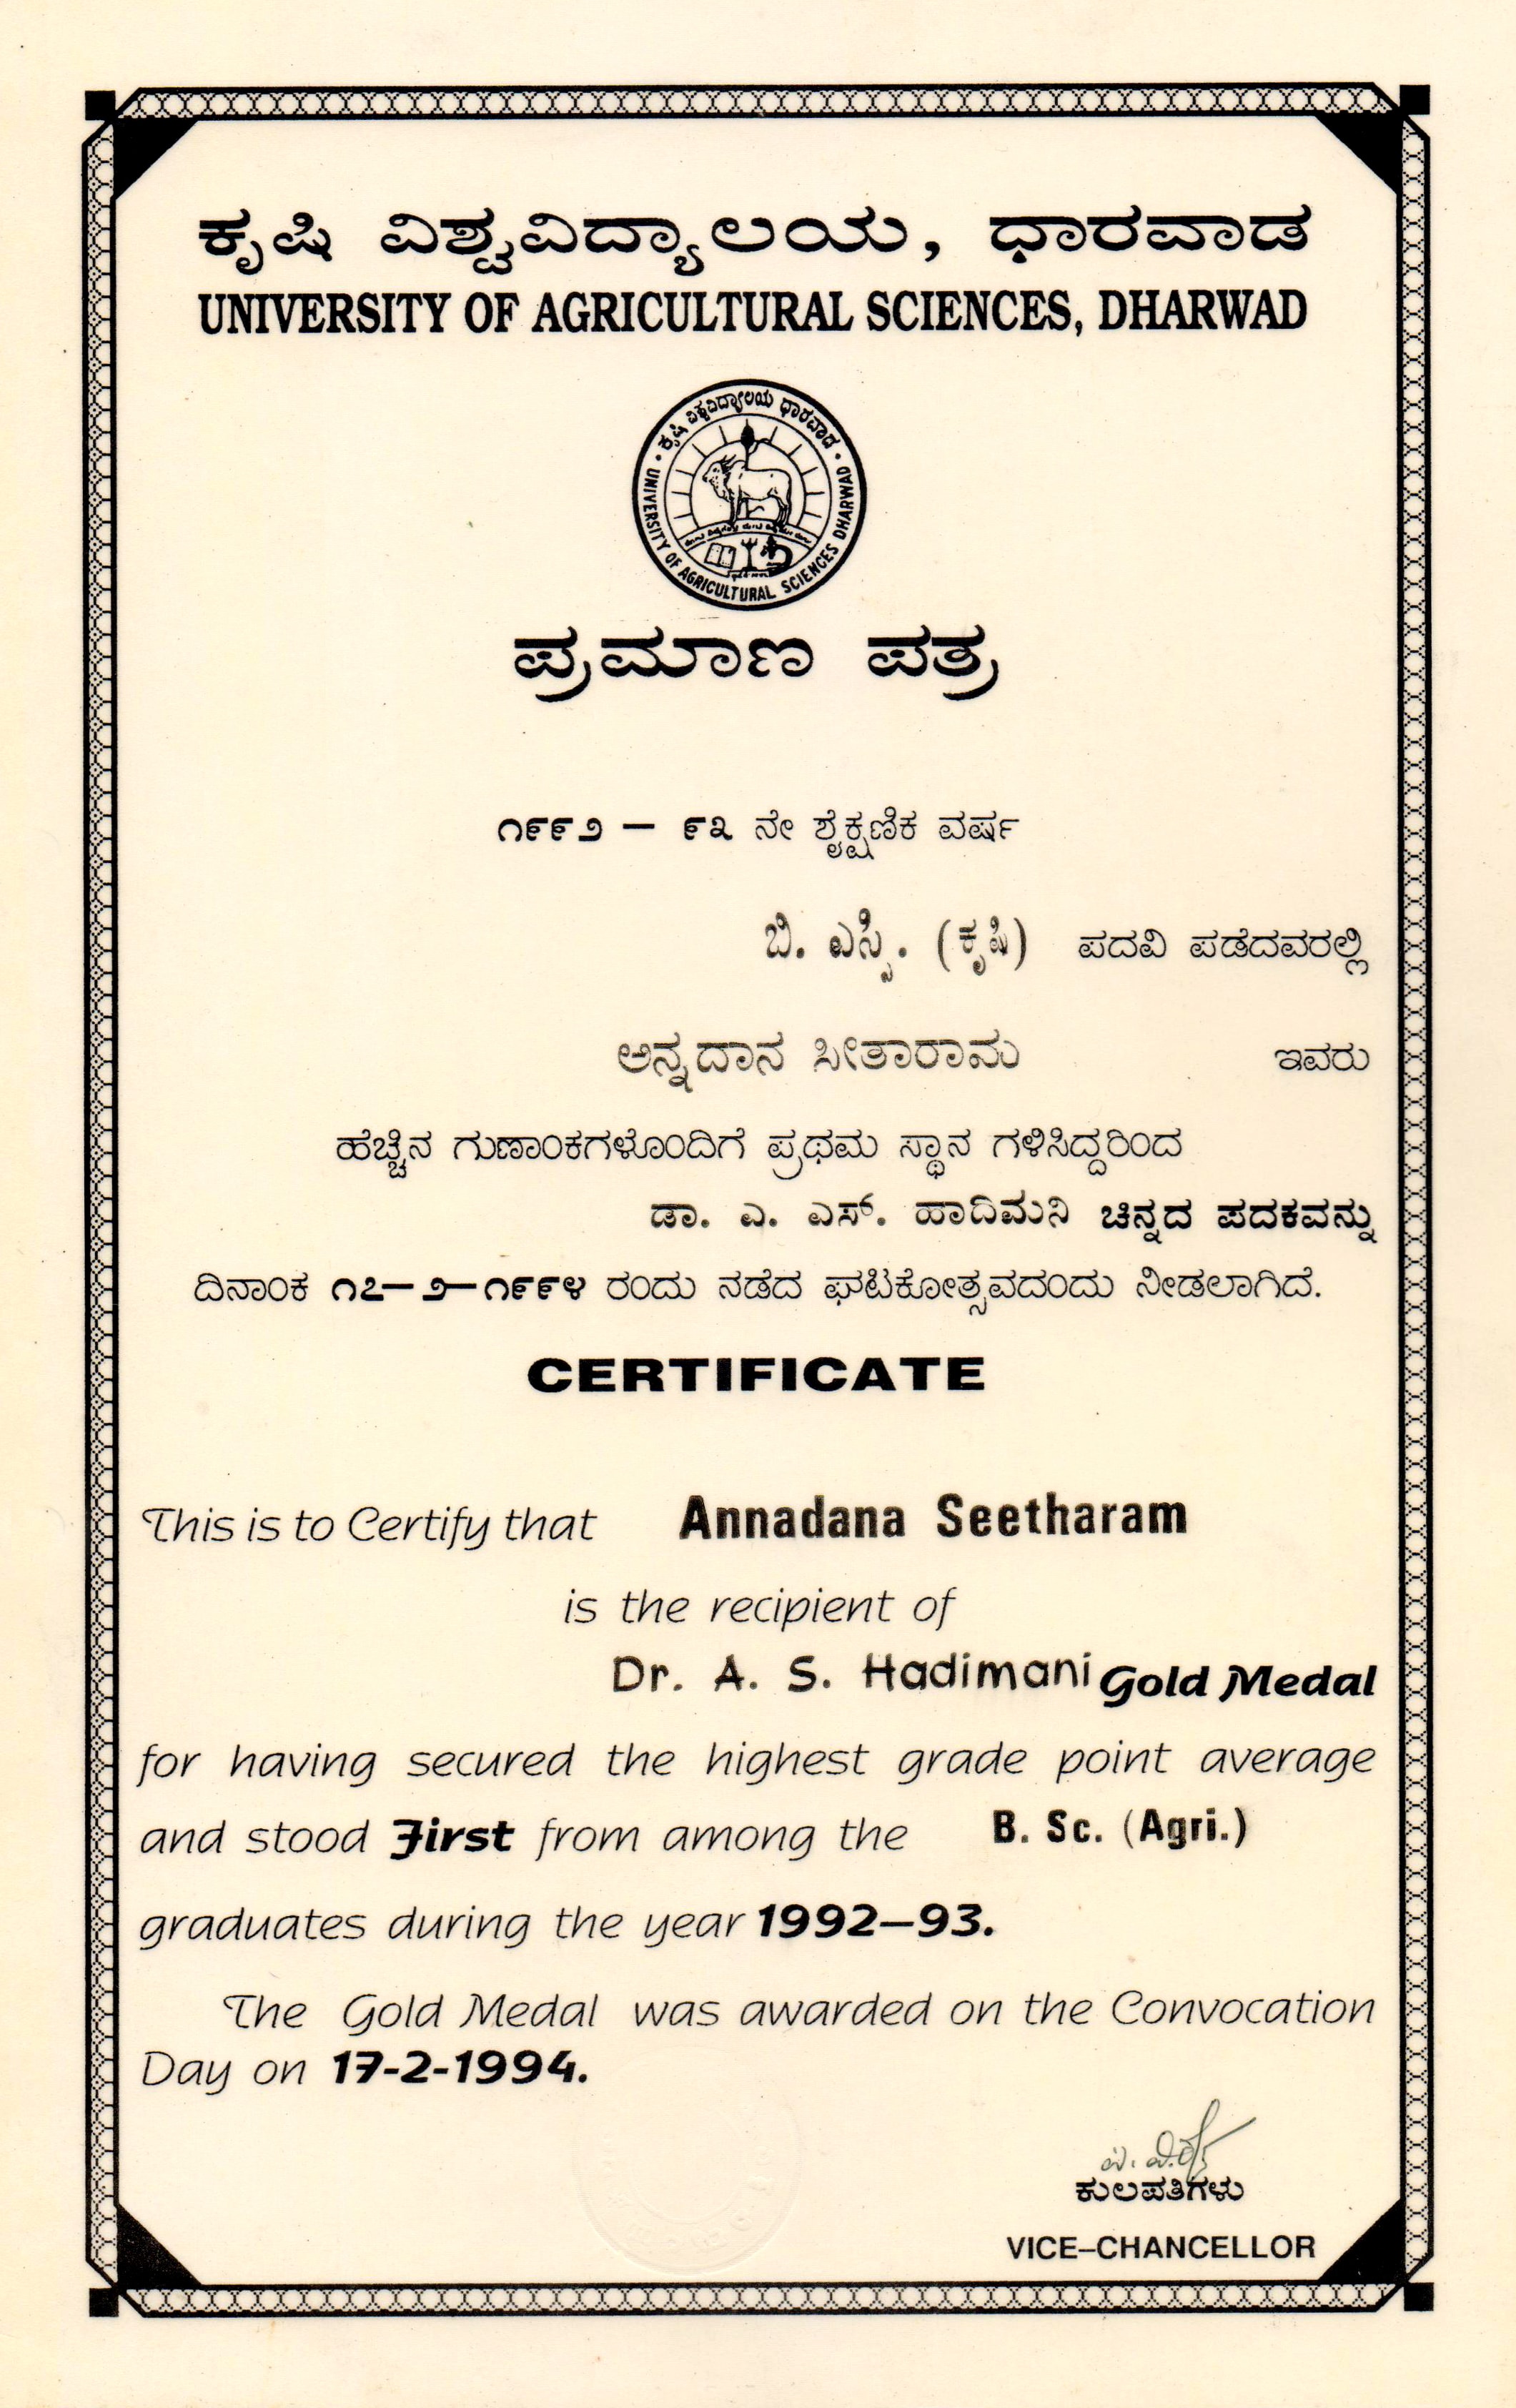 ಕೃಷಿ ವಿಶ್ವವಿದ್ಯಾಲಯ, ಧಾರವಾಡ
UNIVERSITY OF AGRICULTURAL SCIENCES, DHARWAD
ಕೃಷಿ ವಿಶ್ವವಿದ್ಯಾಲಯ ಧಾರವಾಡ
UNIVERSITY OF AGRICULTURAL SCIENCES DHARWAD
ಪ್ರಮಾಣ ಪತ್ರ
೧೯೯೨ – ೯೩ ನೇ ಶೈಕ್ಷಣಿಕ ವರ್ಷ
ಬಿ. ಎಸ್ಸಿ. (ಕೃಷಿ) ಪದವಿ ಪಡೆದವರಲ್ಲಿ
ಅನ್ನದಾನ ಸೀತಾರಾಮ ಇವರು
ಹೆಚ್ಚಿನ ಗುಣಾಂಕಗಳೊಂದಿಗೆ ಪ್ರಥಮ ಸ್ಥಾನ ಗಳಿಸಿದ್ದರಿಂದ
ಡಾ. ಎ. ಎಸ್. ಹಾದಿಮನಿ ಚಿನ್ನದ ಪದಕವನ್ನು
ದಿನಾಂಕ ೧೭–೨–೧೯೯೪ ರಂದು ನಡೆದ ಘಟಿಕೋತ್ಸವದಂದು ನೀಡಲಾಗಿದೆ.
CERTIFICATE
This is to Certify that Annadana Seetharam
is the recipient of
Dr. A. S. Hadimani Gold Medal
for having secured the highest grade point average
and stood First from among the B. Sc. (Agri.)
graduates during the year 1992–93.
The Gold Medal was awarded on the Convocation
Day on 17-2-1994.
ಕುಲಪತಿಗಳು
VICE–CHANCELLOR